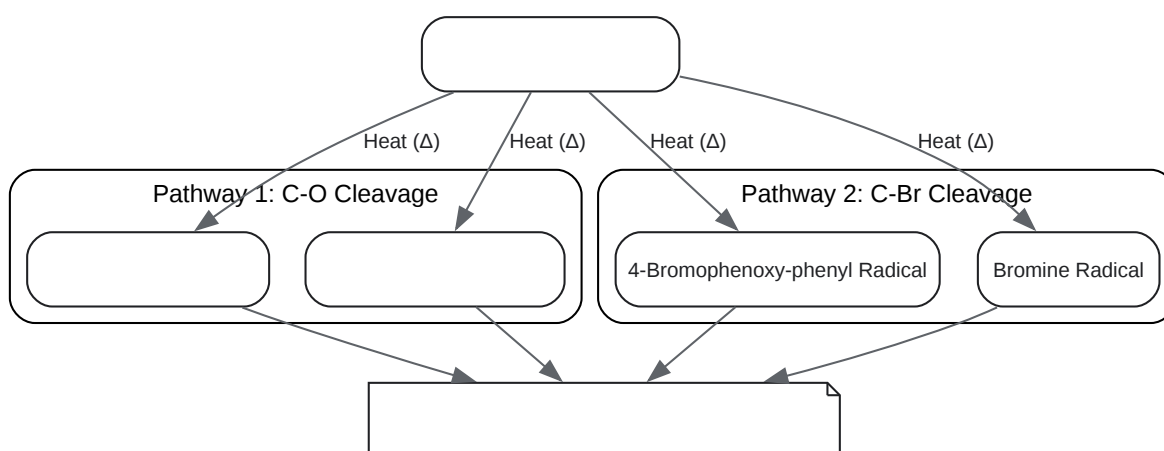 Heat (Δ) Heat (Δ) Heat (Δ) Heat (Δ)
Pathway 1: C-O Cleavage
Pathway 2: C-Br Cleavage
4-Bromophenoxy-phenyl Radical
Bromine Radical